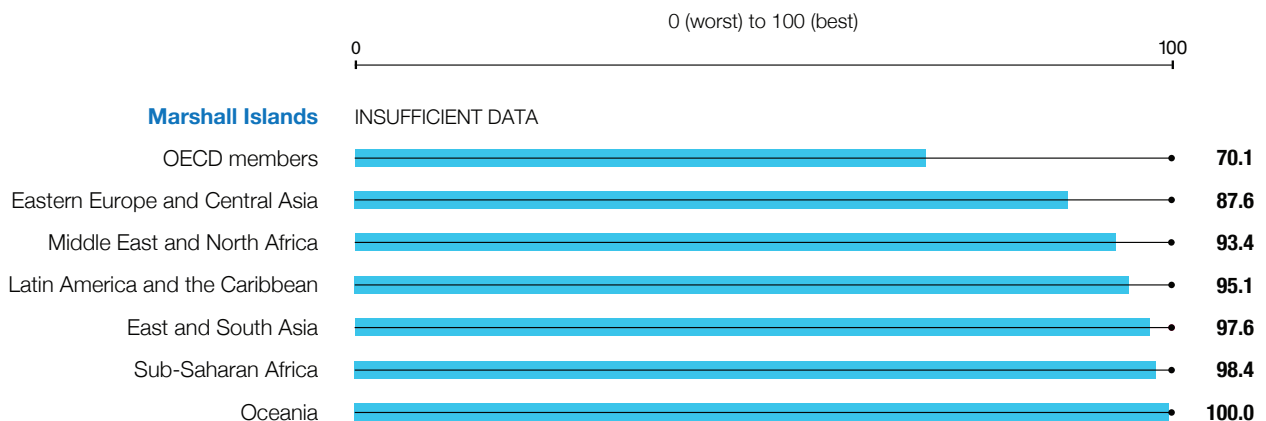 0 (worst) to 100 (best)
0 100
Marshall Islands INSUFFICIENT DATA
OECD members 70.1
Eastern Europe and Central Asia 87.6
Middle East and North Africa 93.4
Latin America and the Caribbean 95.1
East and South Asia 97.6
Sub-Saharan Africa 98.4
Oceania 100.0